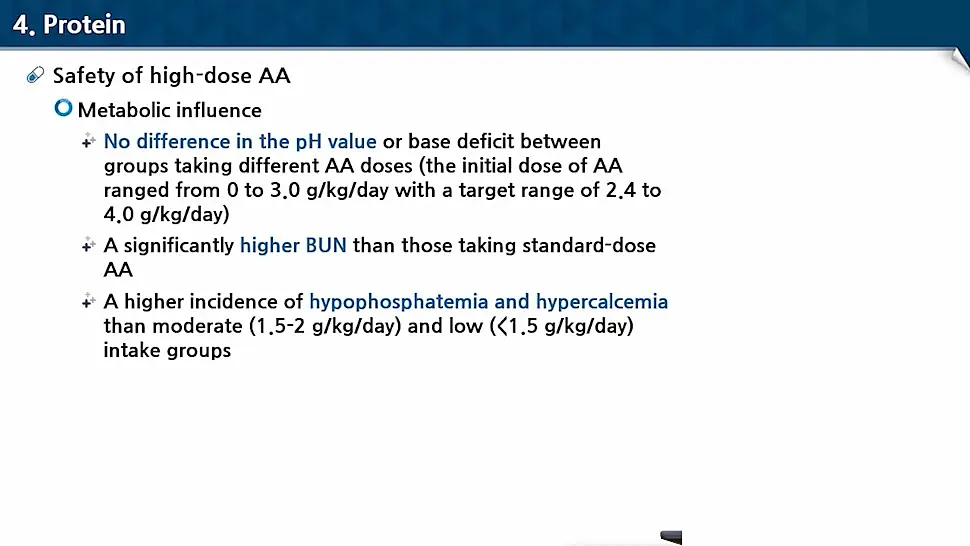 4. Protein
Safety of high-dose AA
Metabolic influence
No difference in the pH value or base deficit between
groups taking different AA doses (the initial dose of AA
ranged from 0 to 3.0 g/kg/day with a target range of 2.4 to
4.0 g/kg/day)
A significantly higher BUN than those taking standard-dose
AA
A higher incidence of hypophosphatemia and hypercalcemia
than moderate (1.5-2 g/kg/day) and low (<1.5 g/kg/day)
intake groups